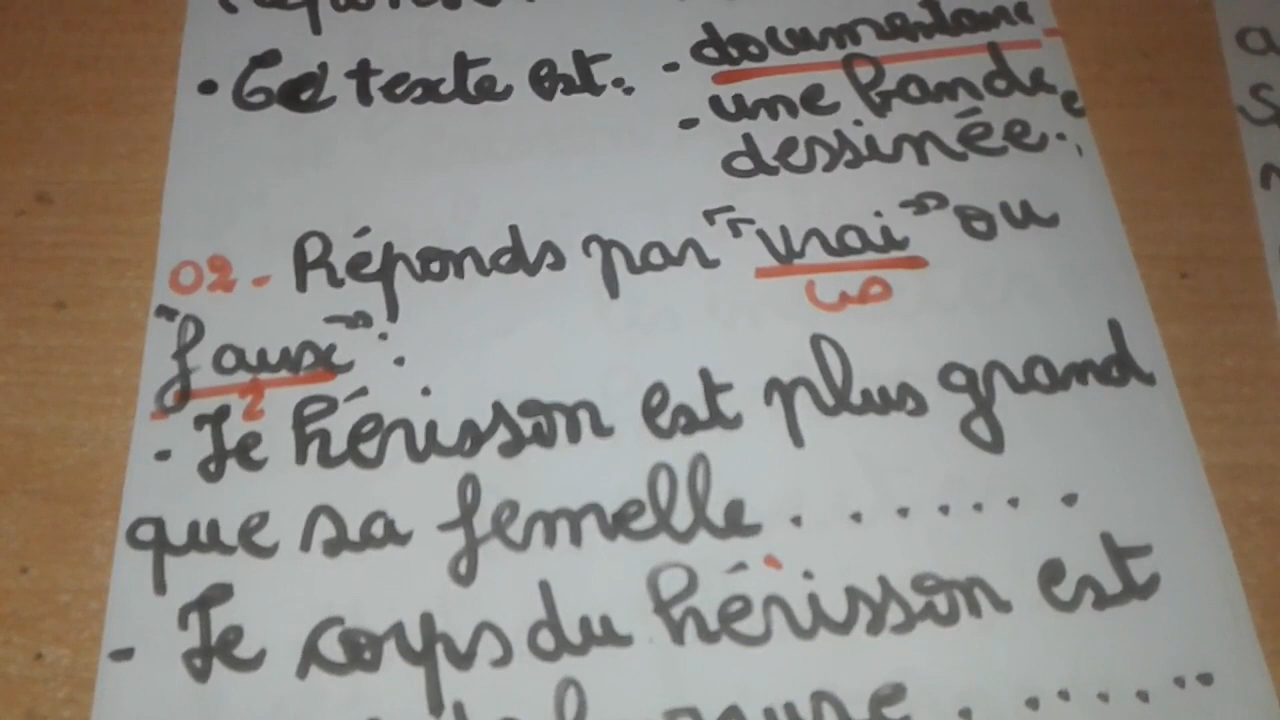 • Ce texte est : - documentaire
- une bande
dessinée.
02 - Réponds par "vrai" ou
ص
"faux" :
- Le hérisson est plus grand
que sa femelle........
- Le corps du hérisson est